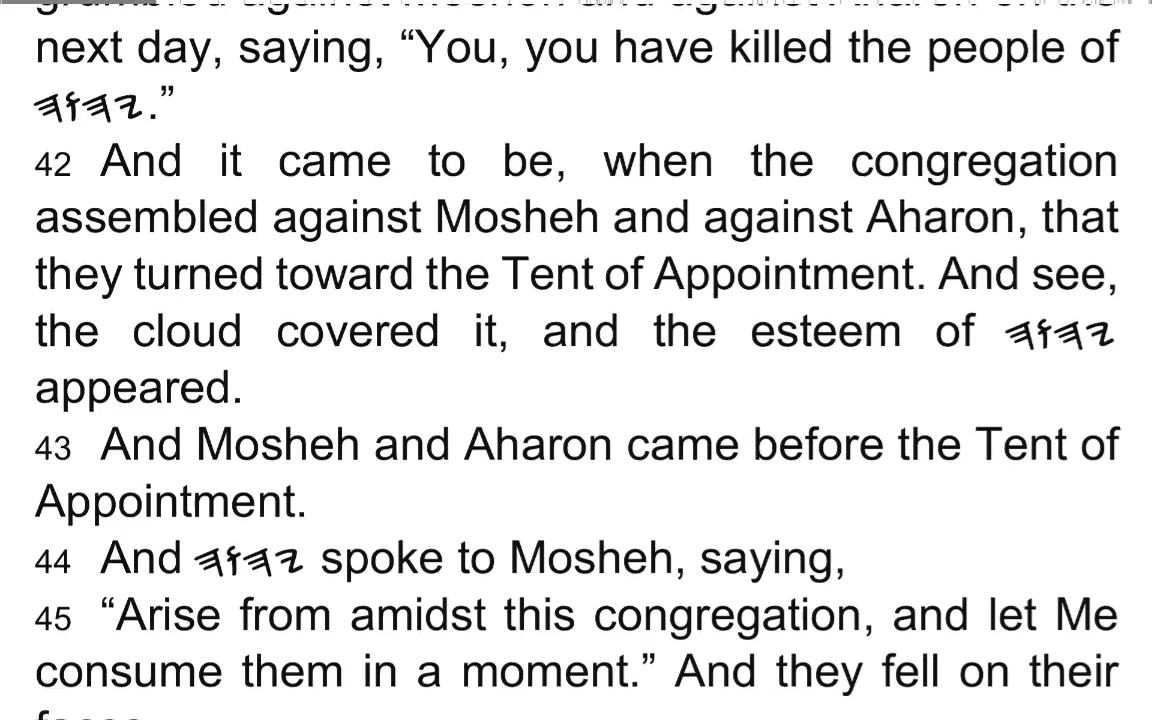 next day, saying, “You, you have killed the people of
𐤉𐤄𐤅𐤄.”
42 And it came to be, when the congregation
assembled against Mosheh and against Aharon, that
they turned toward the Tent of Appointment. And see,
the cloud covered it, and the esteem of 𐤉𐤄𐤅𐤄
appeared.
43 And Mosheh and Aharon came before the Tent of
Appointment.
44 And 𐤉𐤄𐤅𐤄 spoke to Mosheh, saying,
45 “Arise from amidst this congregation, and let Me
consume them in a moment.” And they fell on their